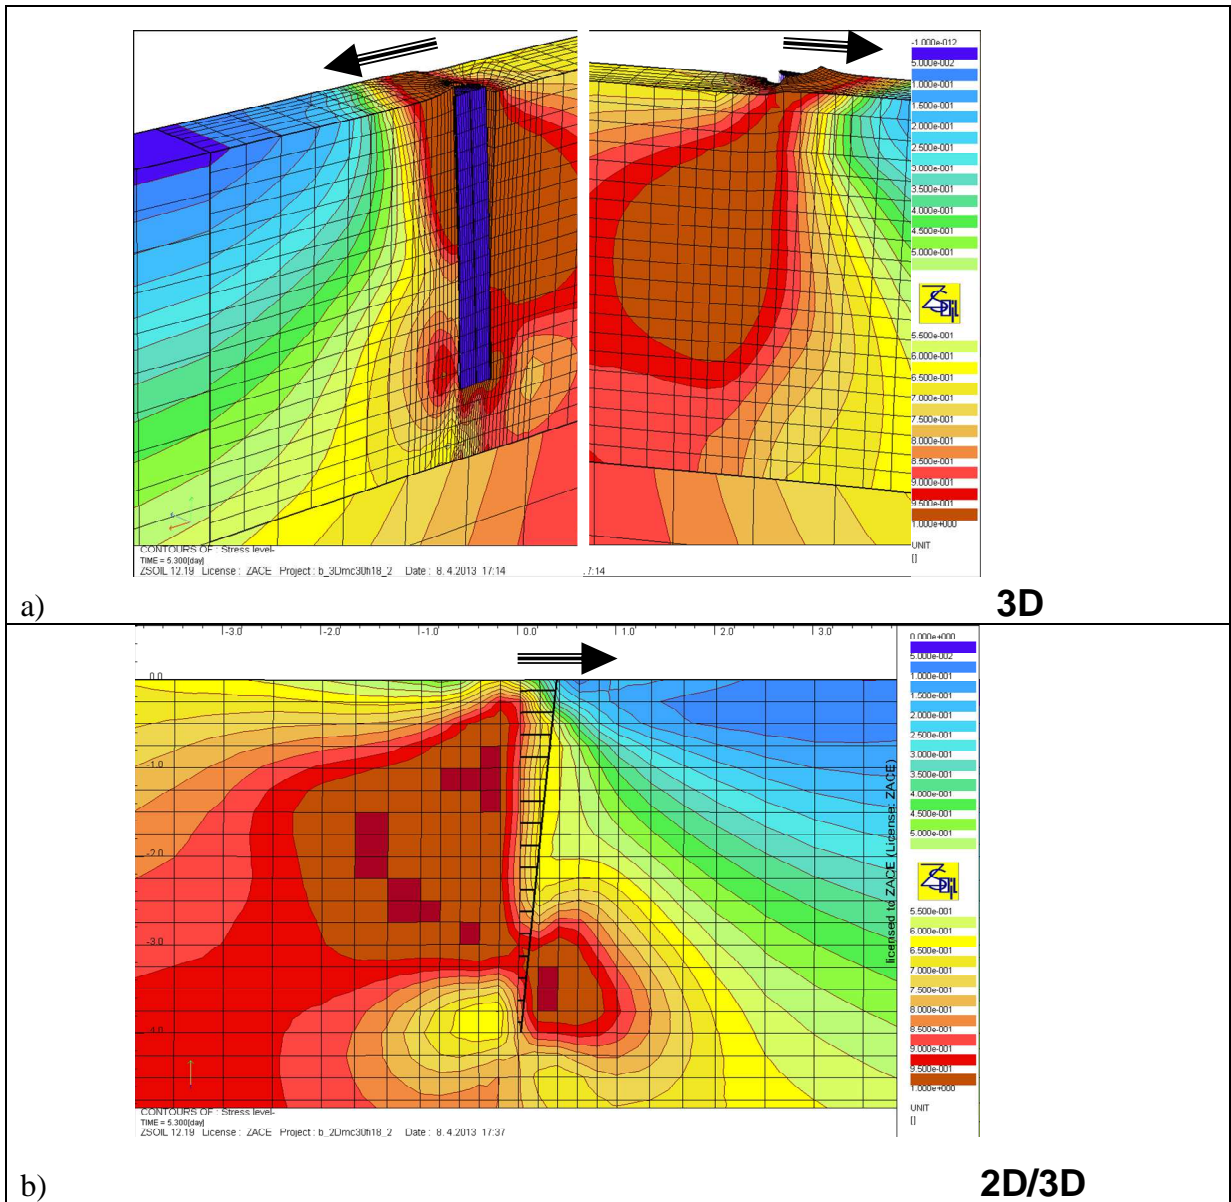 -1.000e-012
5.000e-002
1.000e-001
1.500e-001
2.000e-001
2.500e-001
3.000e-001
3.500e-001
4.000e-001
4.500e-001
5.000e-001
5.500e-001
6.000e-001
6.500e-001
7.000e-001
7.500e-001
8.000e-001
8.500e-001
9.000e-001
9.500e-001
1.000e+000
UNIT
[]
CONTOURS OF : Stress level-
TIME = 5.300[day]
ZSOIL 12.19 License : ZACE Project : b_3Dmc30fi18_2 Date : 8. 4.2013 17:14
7:14
a)
3D
-3.0 -2.0 -1.0 0.0 1.0 2.0 3.0
0.0
-1.0
-2.0
-3.0
-4.0
licensed to ZACE (License: ZACE)
0.000e+000
5.000e-002
1.000e-001
1.500e-001
2.000e-001
2.500e-001
3.000e-001
3.500e-001
4.000e-001
4.500e-001
5.000e-001
5.500e-001
6.000e-001
6.500e-001
7.000e-001
7.500e-001
8.000e-001
8.500e-001
9.000e-001
9.500e-001
1.000e+000
UNIT
[]
CONTOURS OF : Stress level-
TIME = 5.300[day]
ZSOIL 12.19 License : ZACE Project : b_2Dmc30fi18_2 Date : 8. 4.2013 17:37
b)
2D/3D